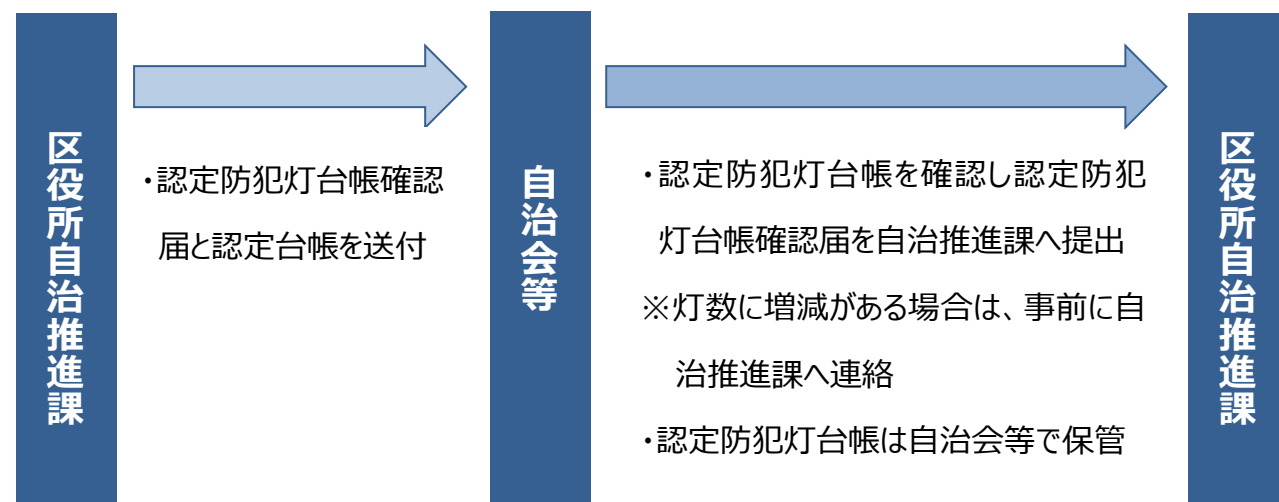 区役所自治推進課
・認定防犯灯台帳確認
届と認定台帳を送付
自治会等
・認定防犯灯台帳を確認し認定防犯
灯台帳確認届を自治推進課へ提出
※灯数に増減がある場合は、事前に自
治推進課へ連絡
・認定防犯灯台帳は自治会等で保管
区役所自治推進課